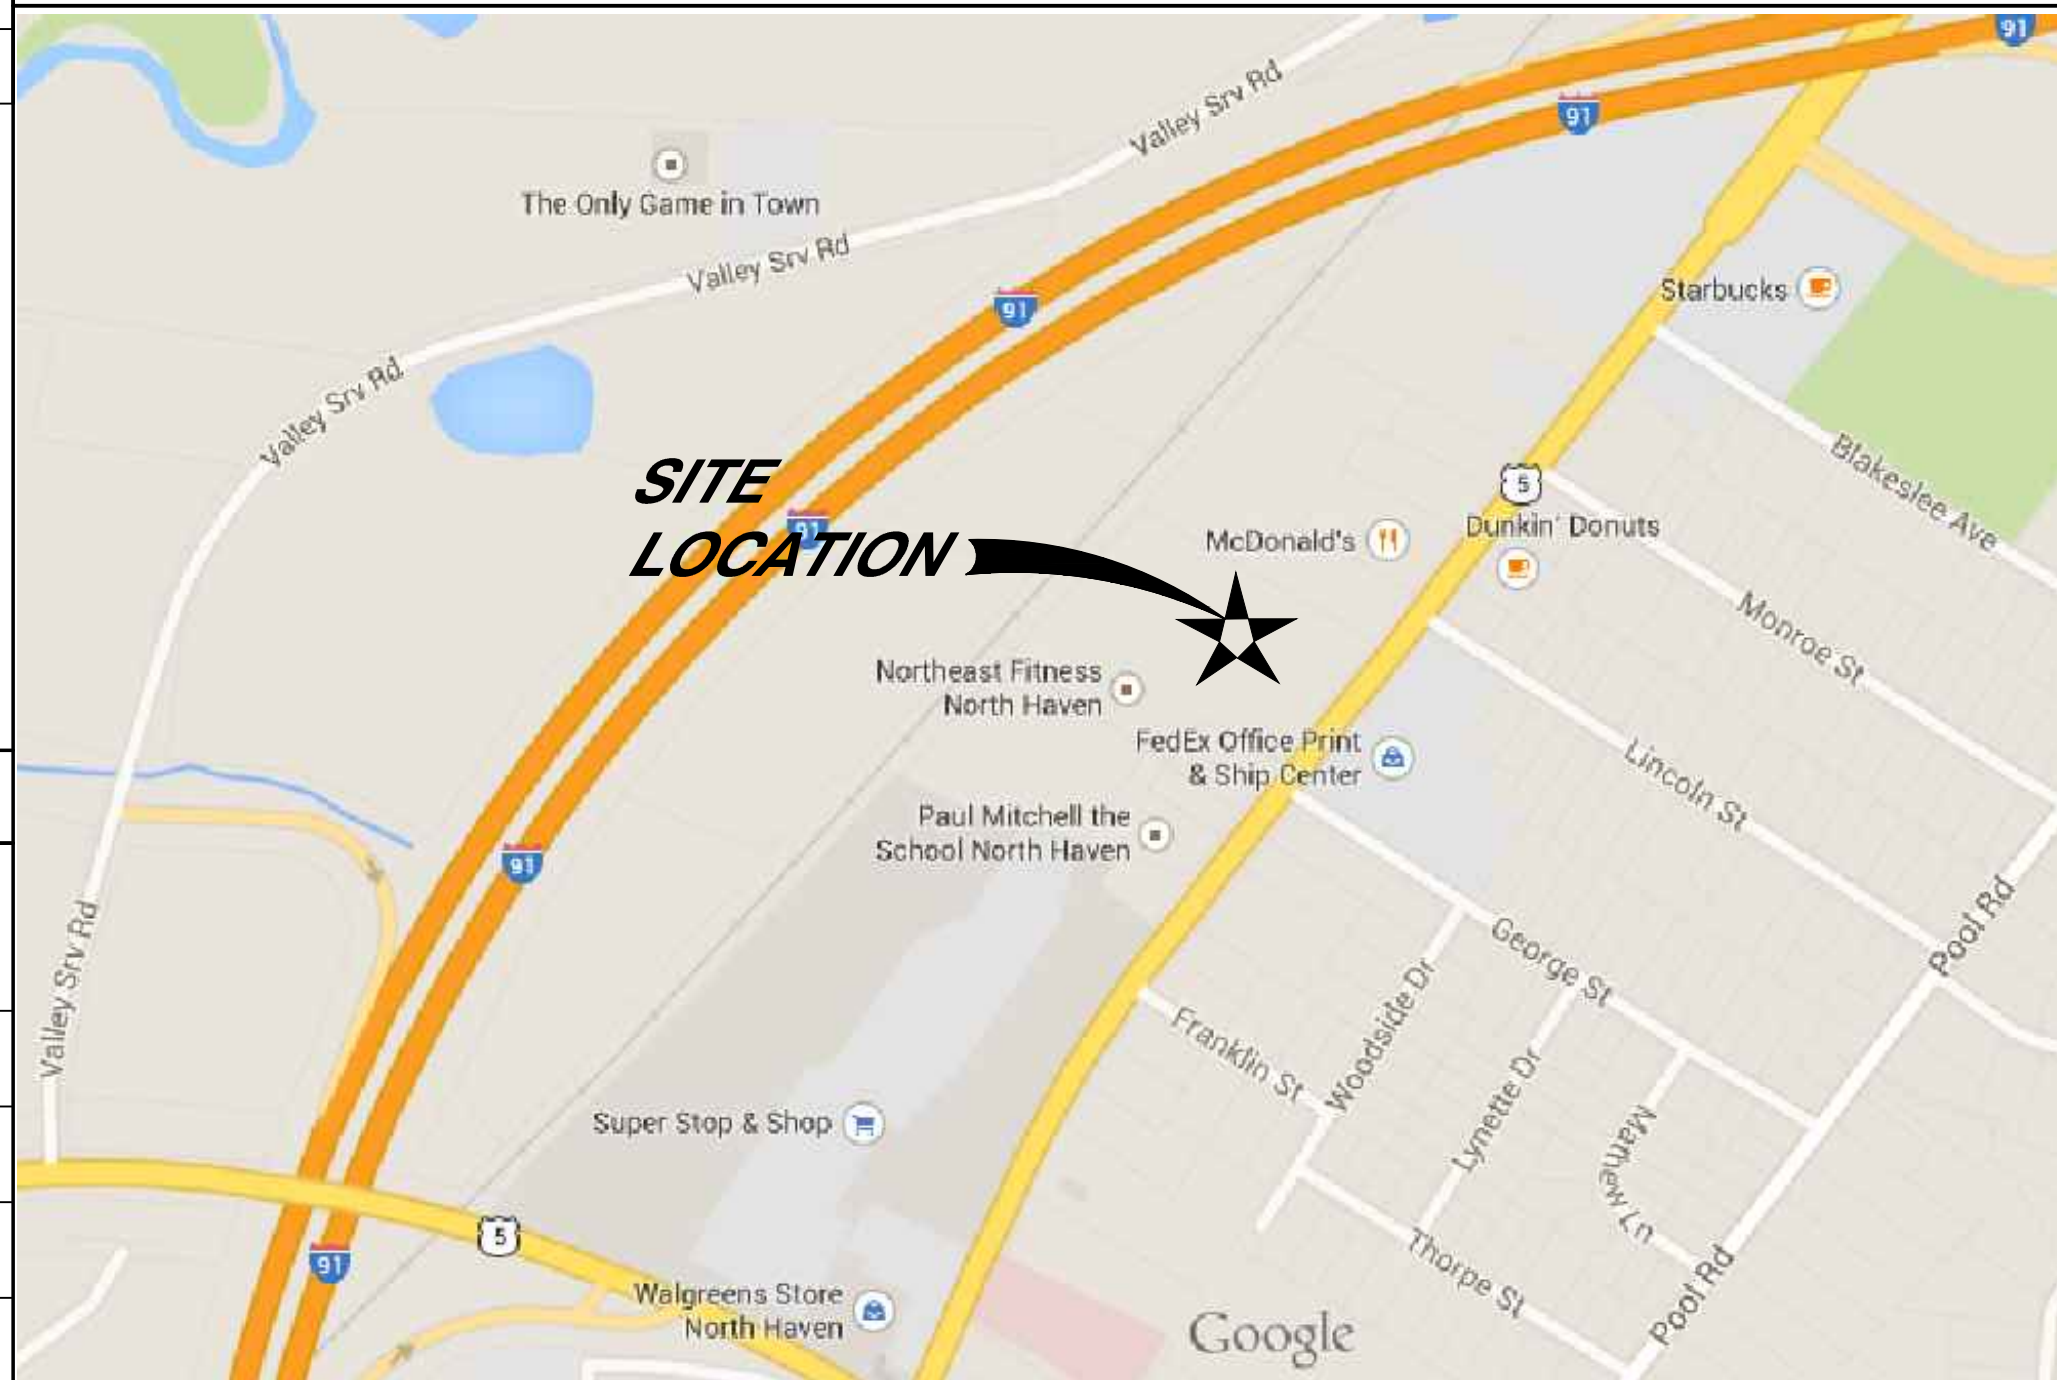 91
91
Valley Srv Rd
The Only Game in Town
Valley Srv Rd
Starbucks
91
Valley Srv Rd
Blakeslee Ave
SITE
LOCATION
91
5
McDonald's
Dunkin' Donuts
Monroe St
Northeast Fitness
North Haven
FedEx Office Print
& Ship Center
Lincoln St
Paul Mitchell the
School North Haven
91
Valley Srv Rd
Pool Rd
George St
Woodside Dr
Franklin St
Lynette Dr
Mathew Ln
Super Stop & Shop
5
91
Thorpe St
Pool Rd
Walgreens Store
North Haven
Google